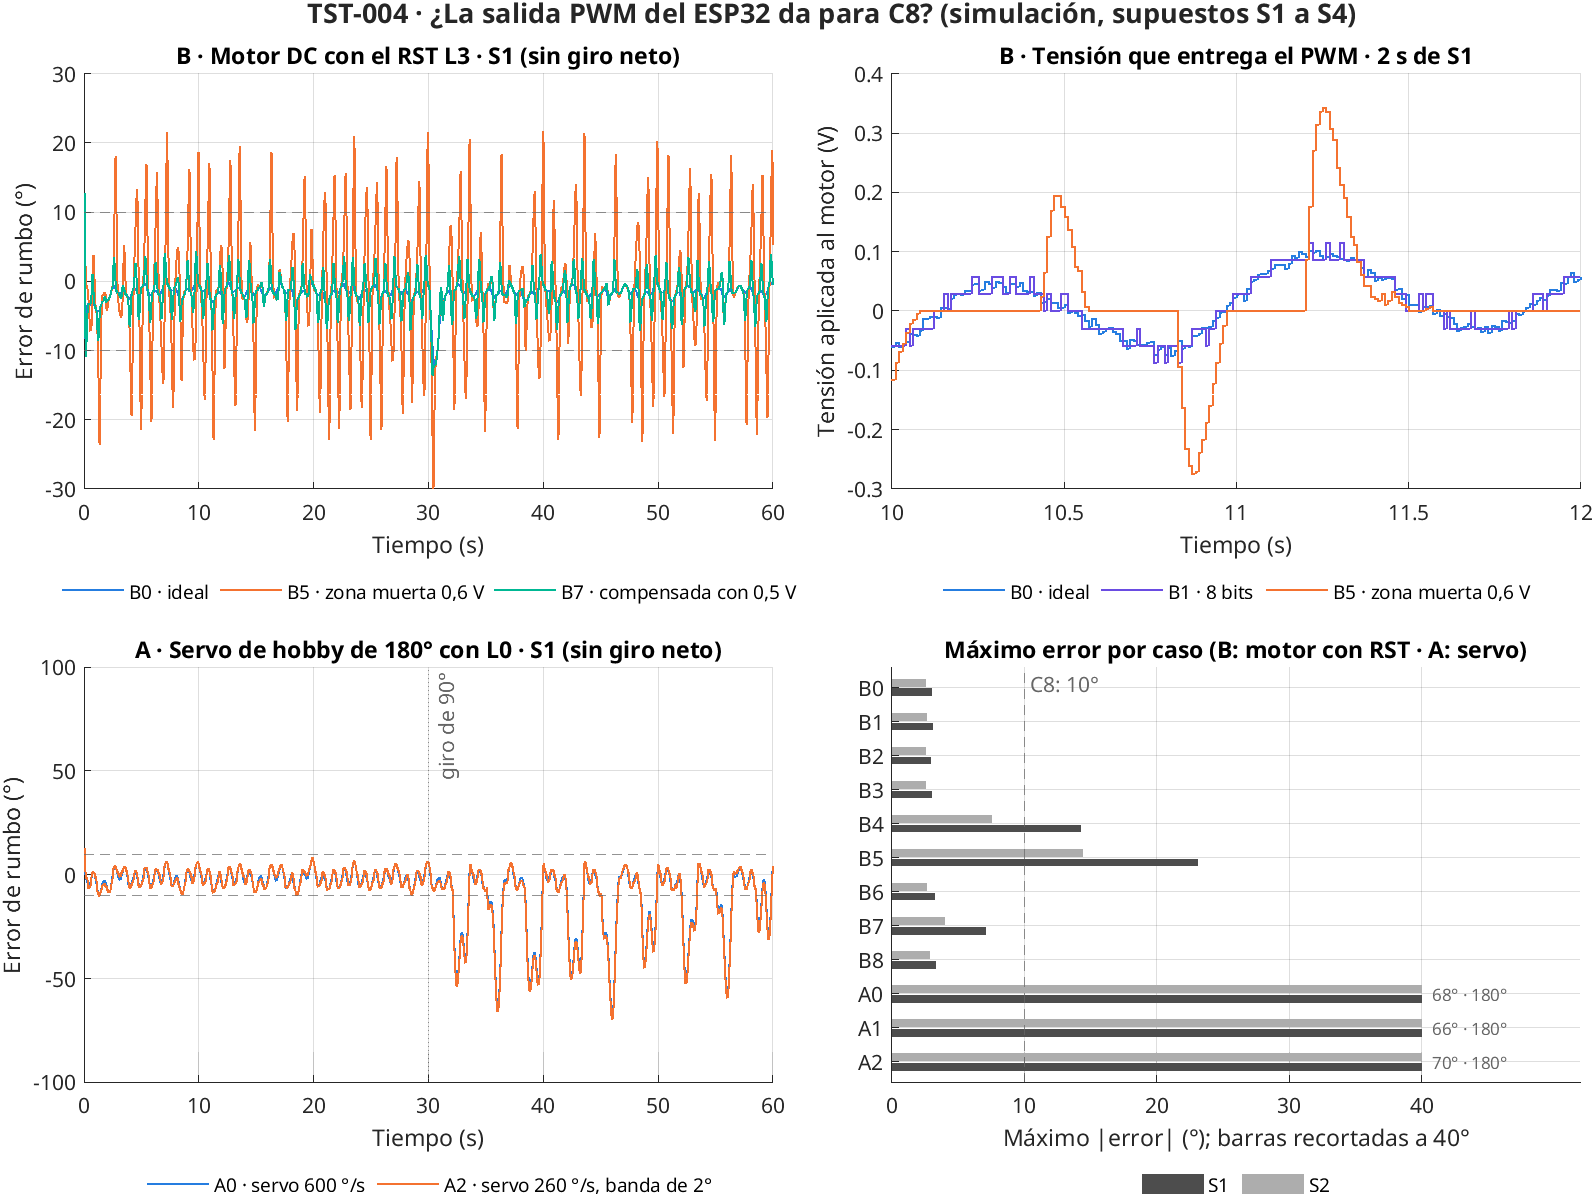 TST-004 · ¿La salida PWM del ESP32 da para C8? (simulación, supuestos S1 a S4)
B · Motor DC con el RST L3 · S1 (sin giro neto)
30
20
10
0
-10
-20
-30
Error de rumbo (°)
0 10 20 30 40 50 60
Tiempo (s)
B0 · ideal B5 · zona muerta 0,6 V B7 · compensada con 0,5 V
B · Tensión que entrega el PWM · 2 s de S1
0.4
0.3
0.2
0.1
0
-0.1
-0.2
-0.3
Tensión aplicada al motor (V)
10 10.5 11 11.5 12
Tiempo (s)
B0 · ideal B1 · 8 bits B5 · zona muerta 0,6 V
A · Servo de hobby de 180° con L0 · S1 (sin giro neto)
100
50
0
-50
-100
Error de rumbo (°)
giro de 90°
0 10 20 30 40 50 60
Tiempo (s)
A0 · servo 600 °/s A2 · servo 260 °/s, banda de 2°
Máximo error por caso (B: motor con RST · A: servo)
C8: 10°
B0
B1
B2
B3
B4
B5
B6
B7
B8
A0 68° · 180°
A1 66° · 180°
A2 70° · 180°
0 10 20 30 40
Máximo |error| (°); barras recortadas a 40°
S1 S2